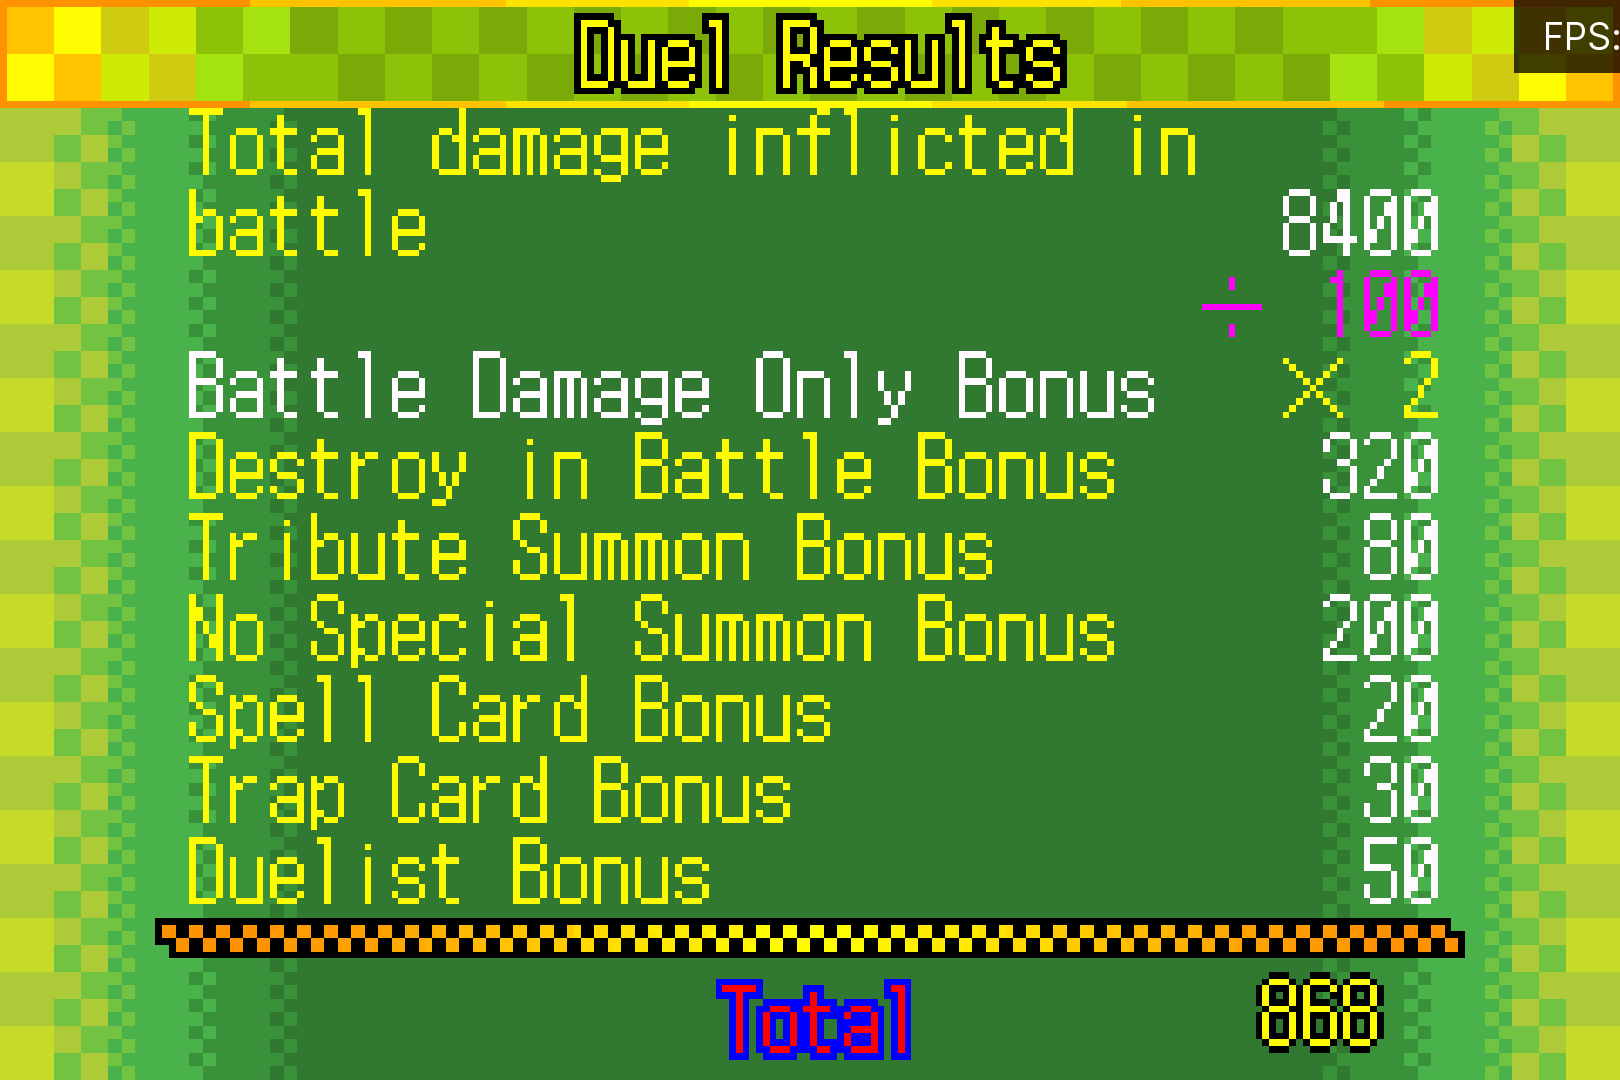 Duel Results
FPS:
Total damage inflicted in
battle 8400
÷ 100
Battle Damage Only Bonus × 2
Destroy in Battle Bonus 320
Tribute Summon Bonus 80
No Special Summon Bonus 200
Spell Card Bonus 20
Trap Card Bonus 30
Duelist Bonus 50
Total 868